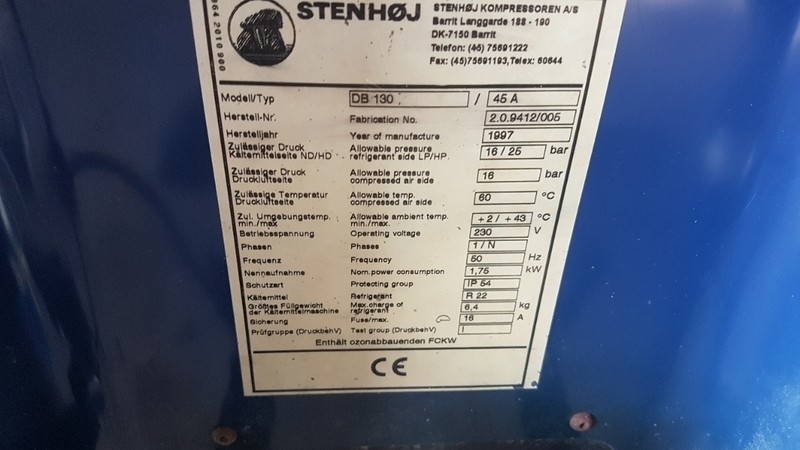 964 2010 900
STENHØJ
STENHØJ KOMPRESSOREN A/S
Barrit Langgarde 188 - 190
DK-7150 Barrit
Telefon: (45) 75691222
Fax: (45)75691193, Telex: 60644
Modell/Typ DB 130 / 45 A
Herstell-Nr. Fabrication No. 2.0.9412/005
Herstelljahr Year of manufacture 1997
Zulässiger Druck Allowable pressure
Kältemittelseite ND/HD refrigerant side LP/HP. 16 / 25 bar
Zulässiger Druck Allowable pressure
Druckluftseite compressed air side 16 bar
Zulässige Temperatur Allowable temp.
Druckluftseite compressed air side 60 °C
Zul. Umgebungstemp. Allowable ambient temp.
min./max. min./max. +2 / +43 °C
Betriebsspannung Operating voltage 230 V
Phasen Phases 1/N
Frequenz Frequency 50 Hz
Nennaufnahme Nom.power consumption 1,75 kW
Schutzart Protecting group IP 54
Kältemittel Refrigerant R 22
Größtes Füllgewicht Max.charge of
der Kältemittelmaschine refrigerant 6,4 kg
Sicherung Fuse/max. 16 A
Prüfgruppe (DruckbehV) Test group (DruckbehV) I
Enthält ozonabbauenden FCKW
CE